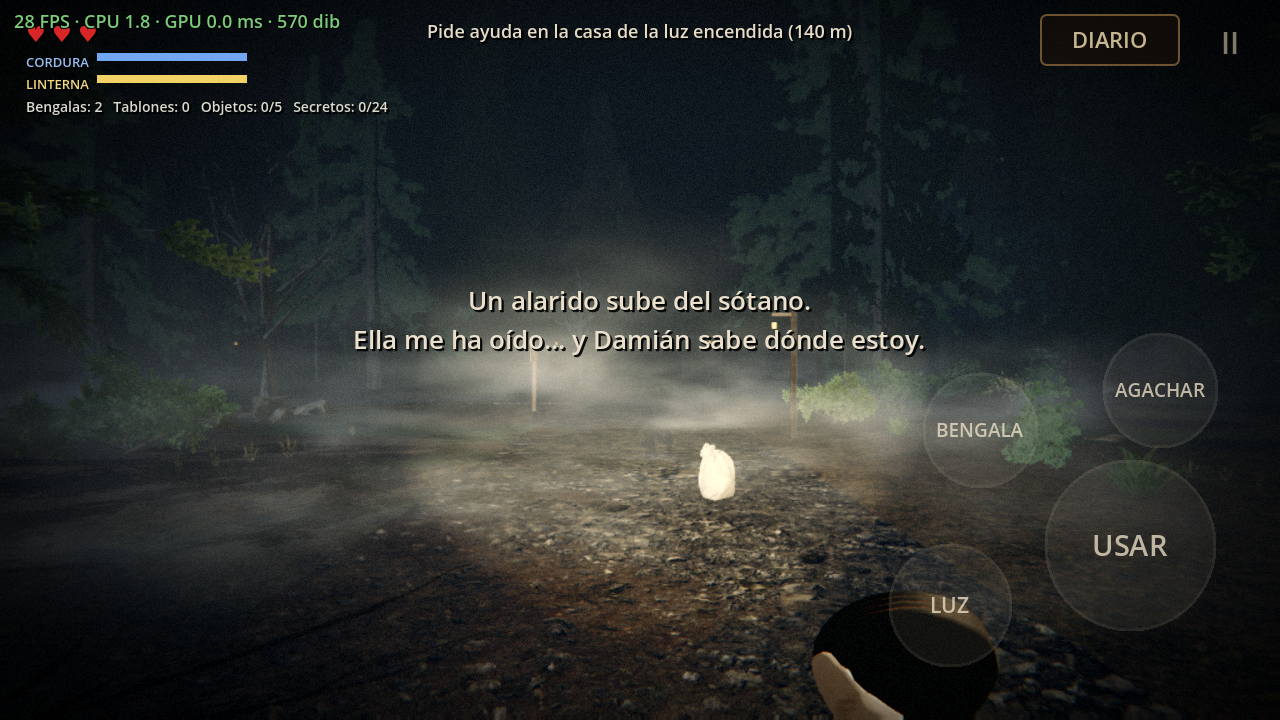 28 FPS · CPU 1.8 · GPU 0.0 ms · 570 dib
Pide ayuda en la casa de la luz encendida (140 m)
DIARIO
CORDURA
LINTERNA
Bengalas: 2 Tablones: 0 Objetos: 0/5 Secretos: 0/24
Un alarido sube del sótano.
Ella me ha oído... y Damián sabe dónde estoy.
AGACHAR
BENGALA
USAR
LUZ